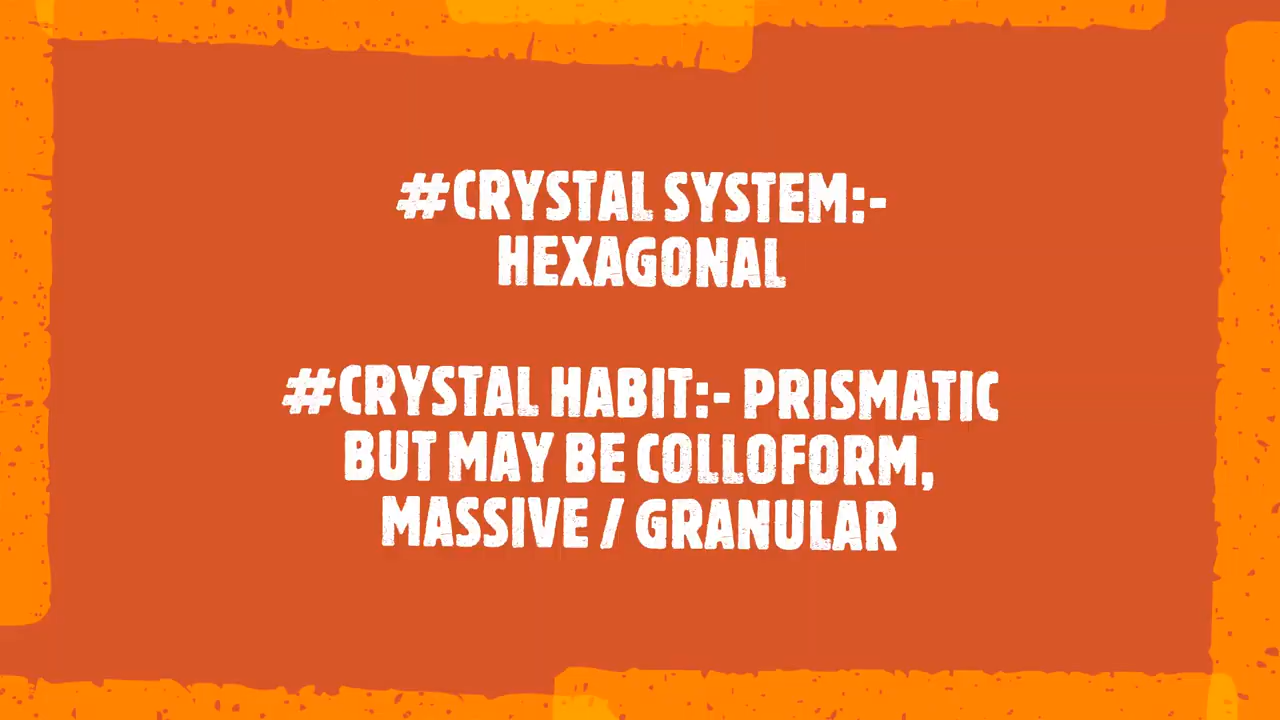 #CRYSTAL SYSTEM:-
HEXAGONAL
#CRYSTAL HABIT:- PRISMATIC
BUT MAY BE COLLOFORM,
MASSIVE / GRANULAR